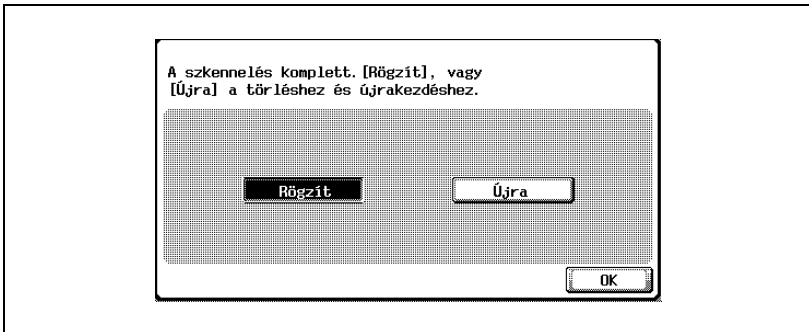 A szkennelés komplett. [Rögzít], vagy
[Újra] a törléshez és újrakezdéshez.
Rögzít
Újra
OK